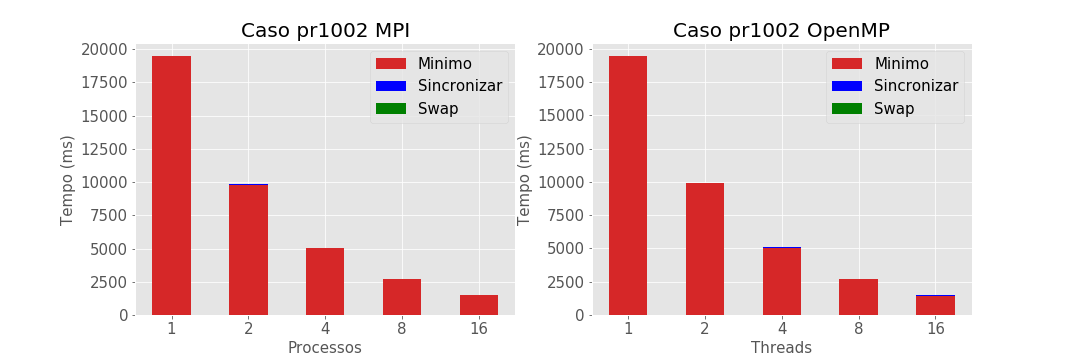 Caso pr1002 MPI
20000
17500
15000
12500
10000
7500
5000
2500
0
Tempo (ms)
Minimo
Sincronizar
Swap
1 2 4 8 16
Processos
Caso pr1002 OpenMP
20000
17500
15000
12500
10000
7500
5000
2500
0
Tempo (ms)
Minimo
Sincronizar
Swap
1 2 4 8 16
Threads